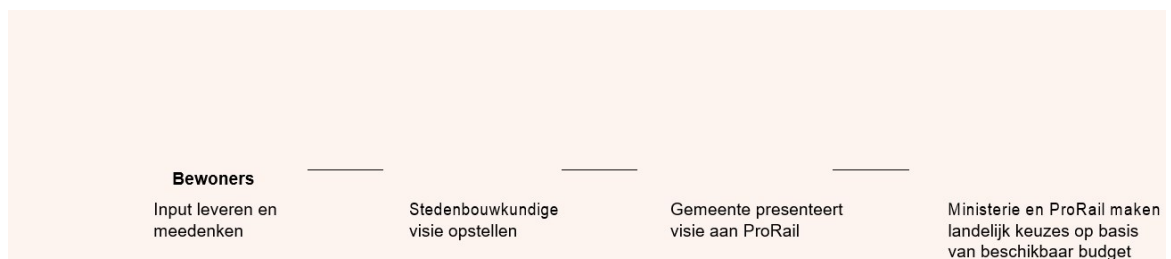 Bewoners
Input leveren en
meedenken
Stedenbouwkundige
visie opstellen
Gemeente presenteert
visie aan ProRail
Ministerie en ProRail maken
landelijk keuzes op basis
van beschikbaar budget